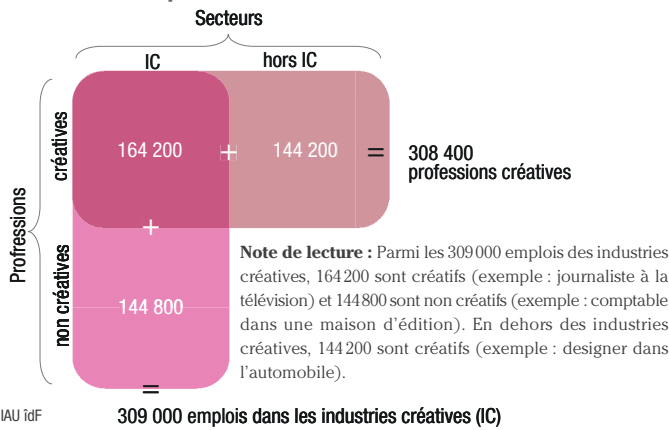 Secteurs
IC
hors IC
Profressions
créatives
164 200
+
144 200
=
308 400
professions créatives
+
non créatives
144 800
Note de lecture : Parmi les 309 000 emplois des industries
créatives, 164 200 sont créatifs (exemple : journaliste à la
télévision) et 144 800 sont non créatifs (exemple : comptable
dans une maison d'édition). En dehors des industries
créatives, 144 200 sont créatifs (exemple : designer dans
l'automobile).
=
IAU îdF
309 000 emplois dans les industries créatives (IC)